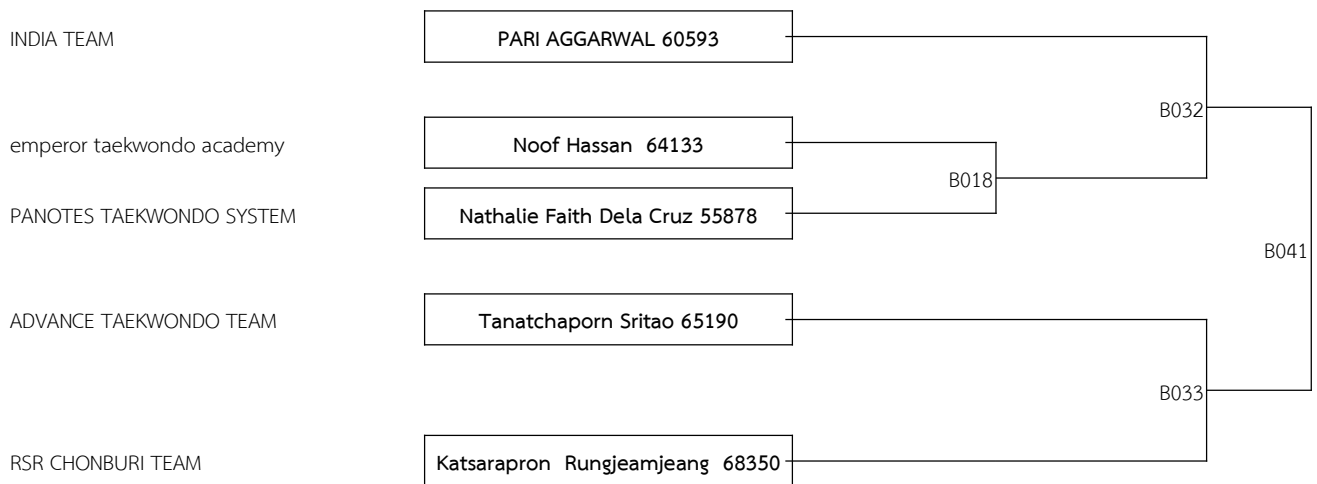 INDIA TEAM PARI AGGARWAL 60593
B032
emperor taekwondo academy Noof Hassan 64133
B018
PANOTES TAEKWONDO SYSTEM Nathalie Faith Dela Cruz 55878
B041
ADVANCE TAEKWONDO TEAM Tanatchaporn Sritao 65190
B033
RSR CHONBURI TEAM Katsarapron Rungjeamjeang 68350